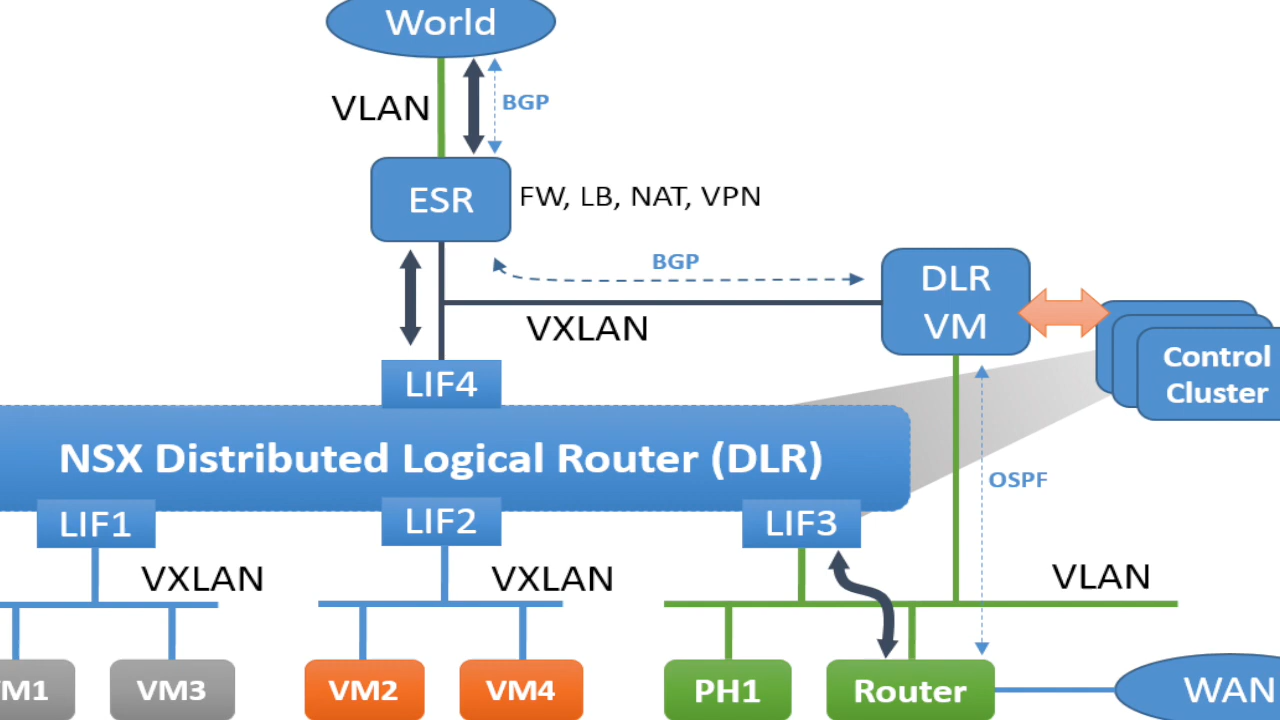 World
VLAN
BGP
ESR
FW, LB, NAT, VPN
BGP
DLR
VM
VXLAN
Control
Cluster
LIF4
NSX Distributed Logical Router (DLR)
OSPF
LIF1
LIF2
LIF3
VXLAN
VXLAN
VLAN
M1
VM3
VM2
VM4
PH1
Router
WAN